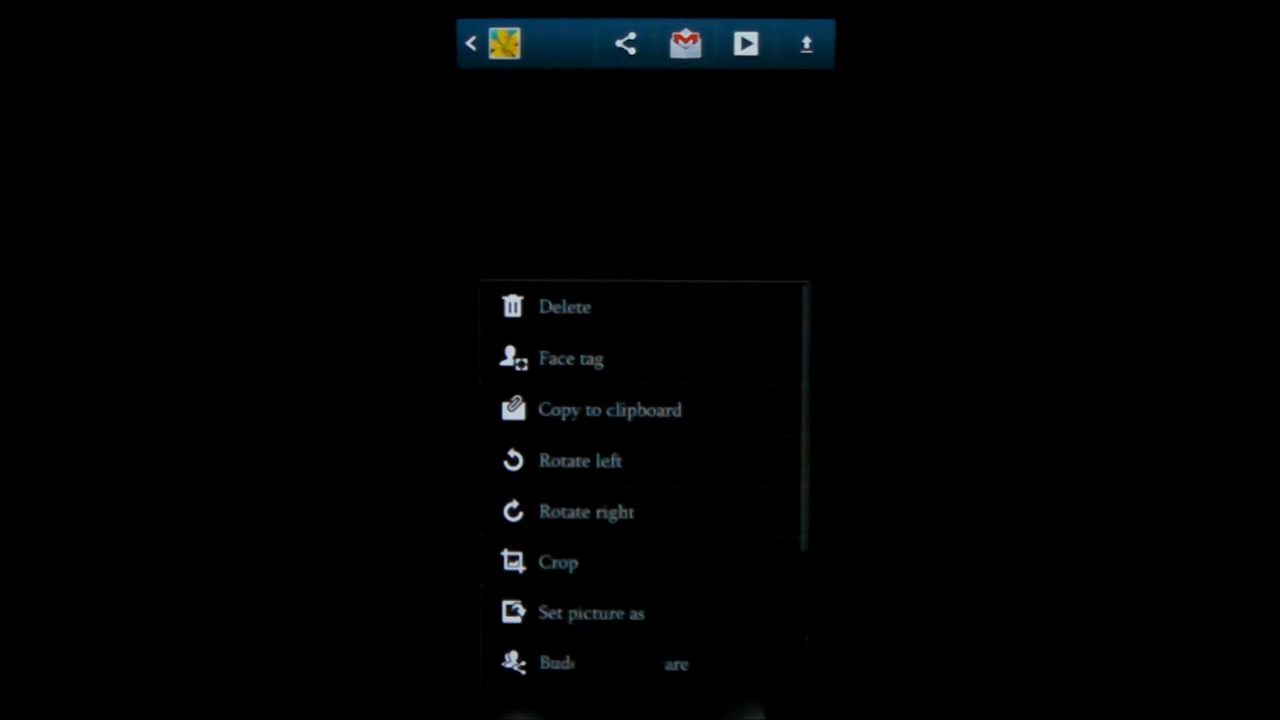 Delete
Face tag
Copy to clipboard
Rotate left
Rotate right
Crop
Set picture as